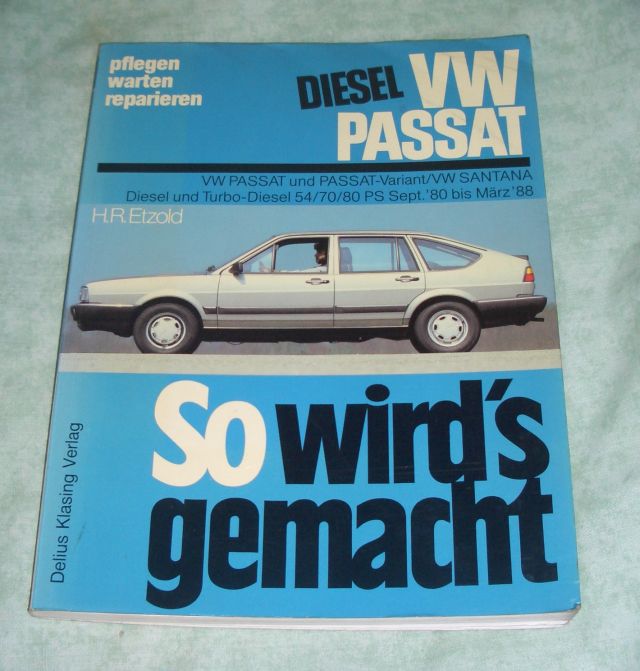 pflegen
warten
reparieren
DIESEL VW
PASSAT
VW PASSAT und PASSAT-Variant/VW SANTANA
Diesel und Turbo-Diesel 54/70/80 PS Sept.'80 bis März'88
H.R. Etzold
So wird's
gemacht
Delius Klasing Verlag